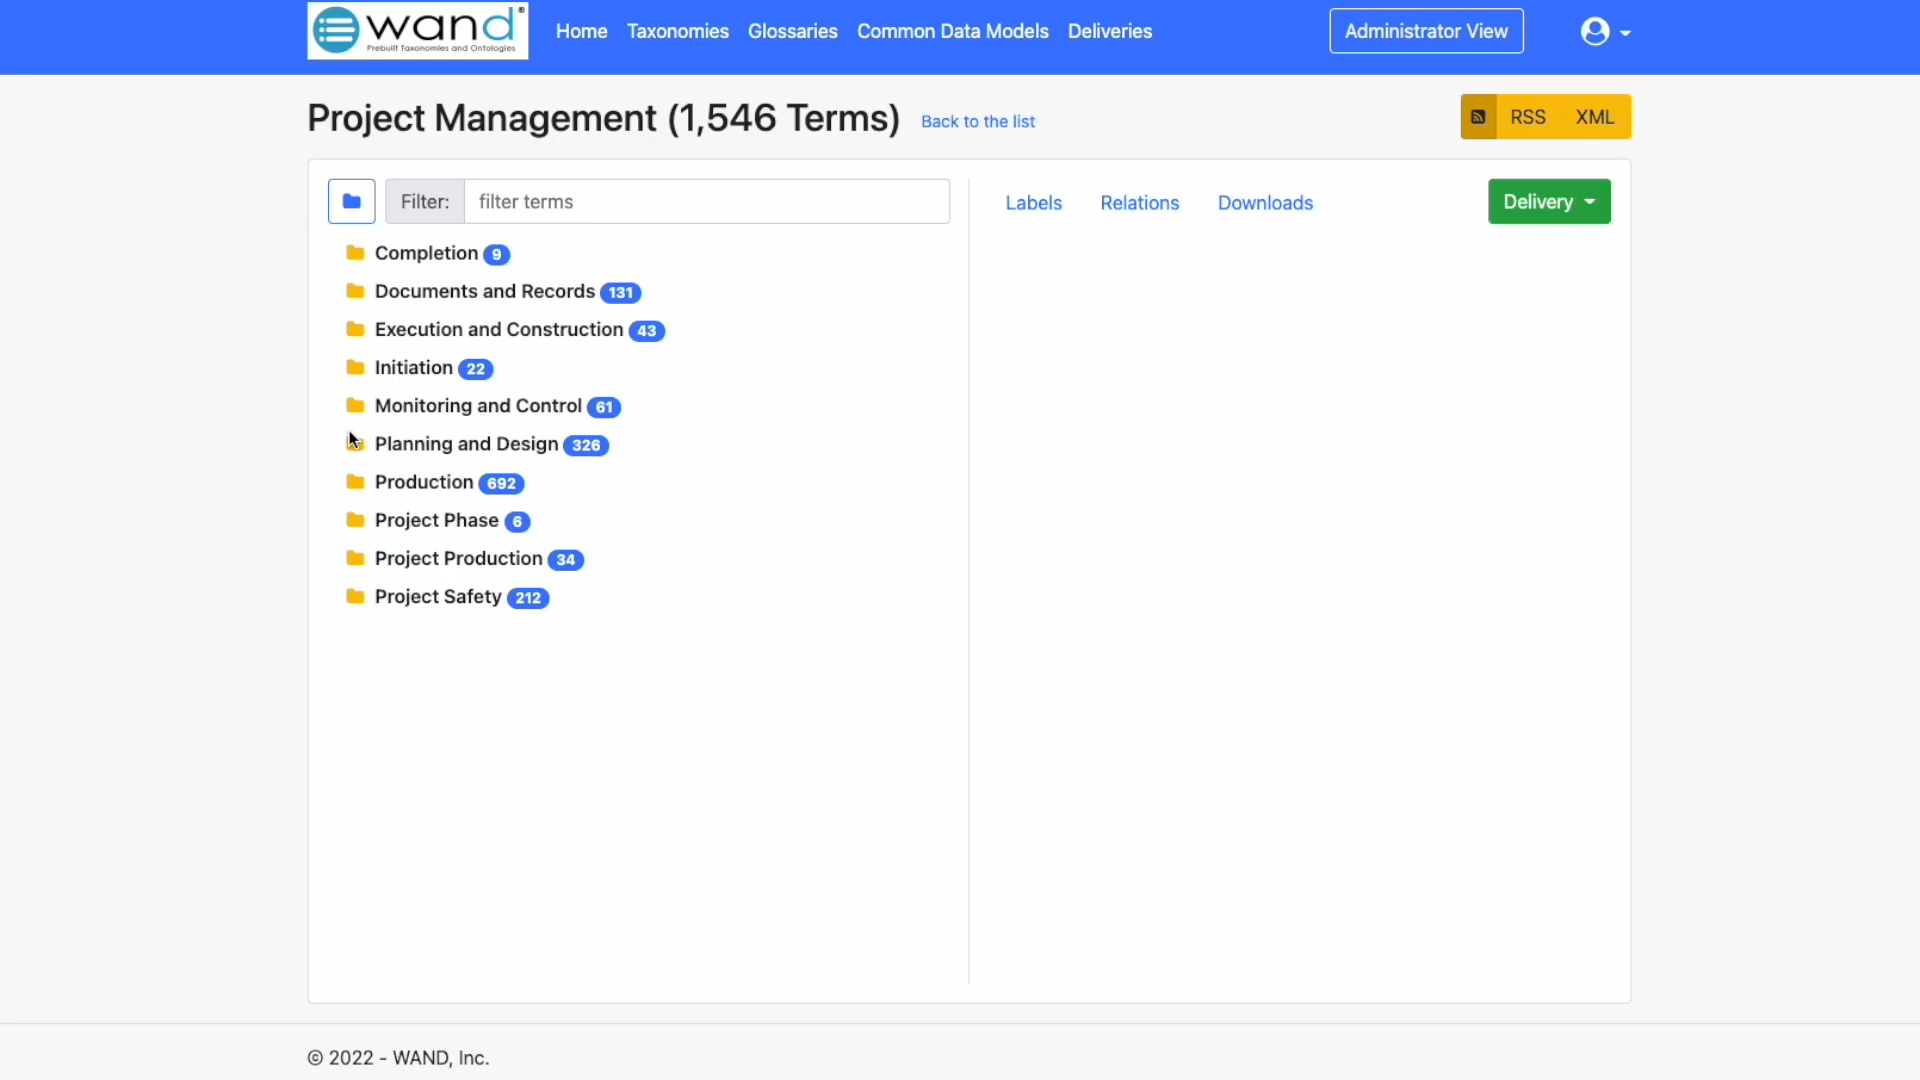 wand®
Prebuilt Taxonomies and Ontologies
Home Taxonomies Glossaries Common Data Models Deliveries
Administrator View
Project Management (1,546 Terms) Back to the list
RSS XML
Filter: filter terms
Labels Relations Downloads
Delivery
Completion 9
Documents and Records 131
Execution and Construction 43
Initiation 22
Monitoring and Control 61
Planning and Design 326
Production 692
Project Phase 6
Project Production 34
Project Safety 212
© 2022 - WAND, Inc.